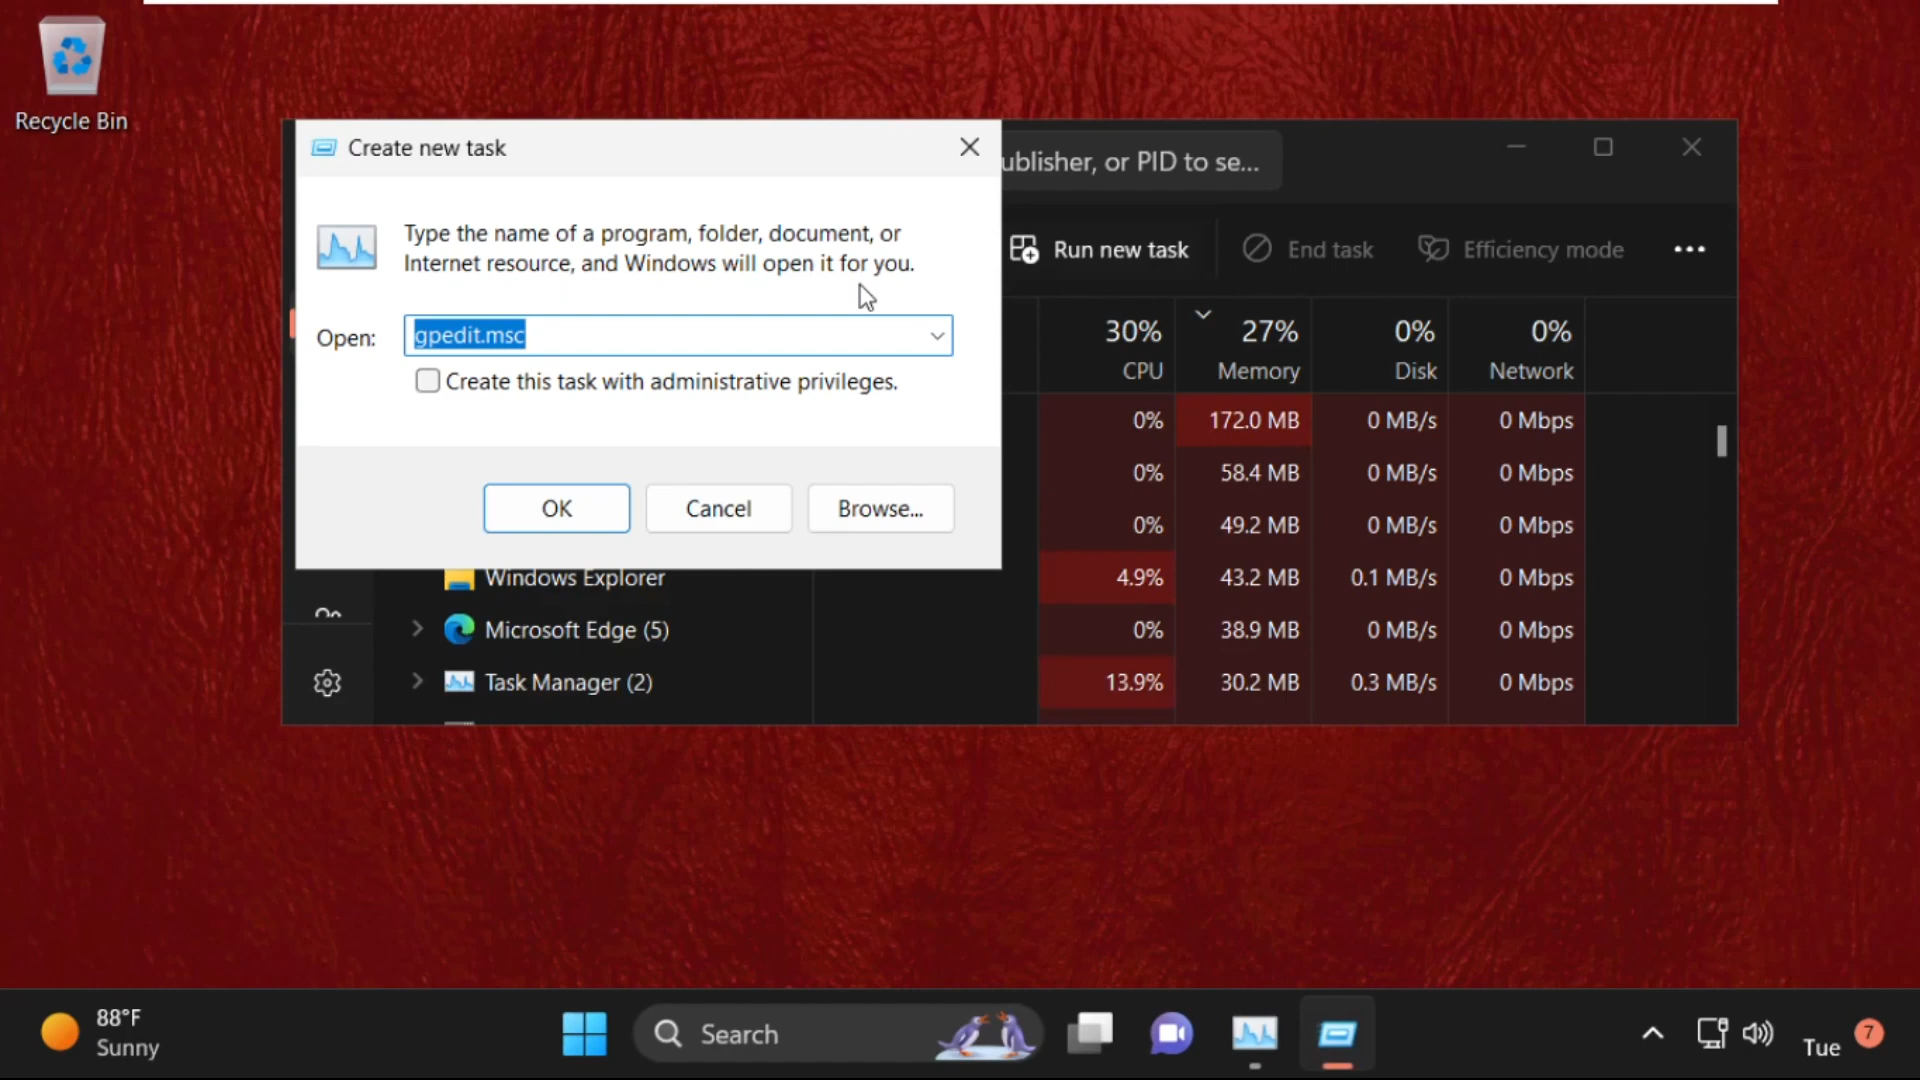 Recycle Bin
Create new task
ublisher, or PID to se...
Type the name of a program, folder, document, or
Internet resource, and Windows will open it for you.
Open:
gpedit.msc
Create this task with administrative privileges.
OK
Cancel
Browse...
Run new task
End task
Efficiency mode
30% 27% 0% 0%
CPU Memory Disk Network
0% 172.0 MB 0 MB/s 0 Mbps
0% 58.4 MB 0 MB/s 0 Mbps
0% 49.2 MB 0 MB/s 0 Mbps
Windows Explorer 4.9% 43.2 MB 0.1 MB/s 0 Mbps
Microsoft Edge (5) 0% 38.9 MB 0 MB/s 0 Mbps
Task Manager (2) 13.9% 30.2 MB 0.3 MB/s 0 Mbps
88°F
Sunny
Search
Tue
7